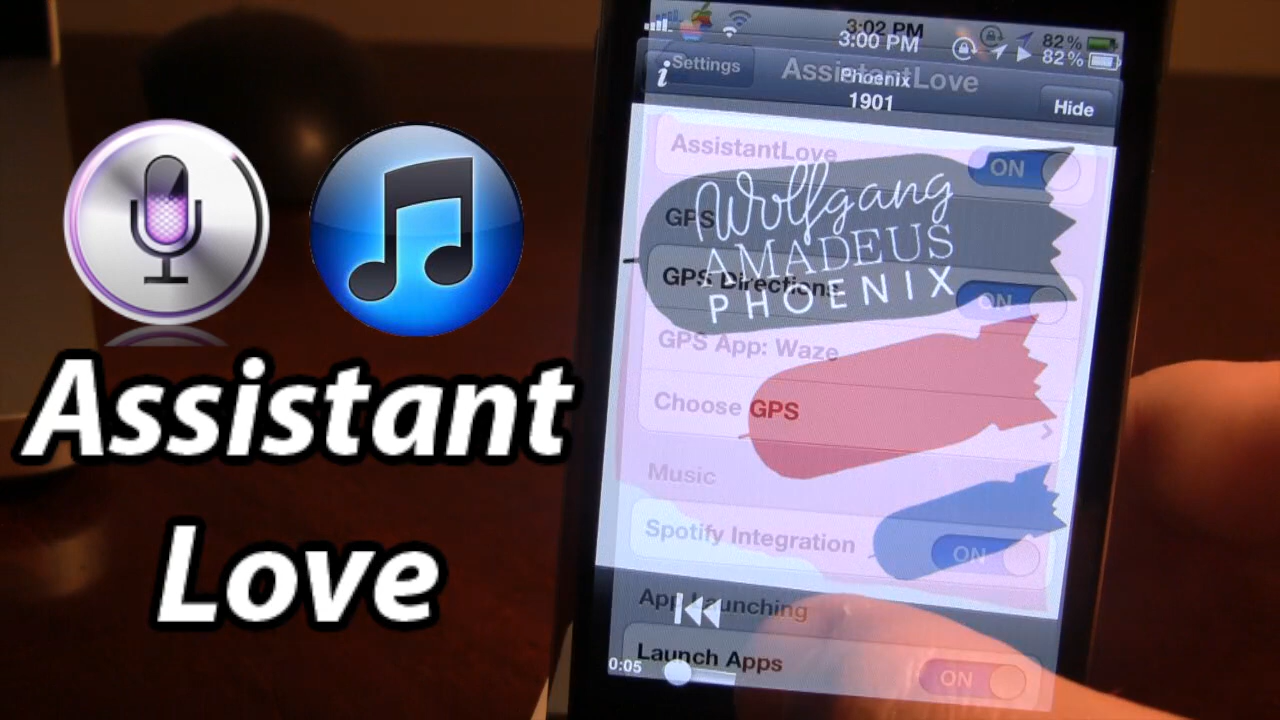 3:02 PM
82%
3:00 PM
82%
Settings
AssistantLove
Phoenix
1901
Hide
AssistantLove
ON
Wolfgang
GPS
AMADEUS
GPS Directions
ON
PHOENIX
GPS App: Waze
Choose GPS
Music
Spotify Integration
ON
App Launching
Launch Apps
ON
0:05
Assistant
Love